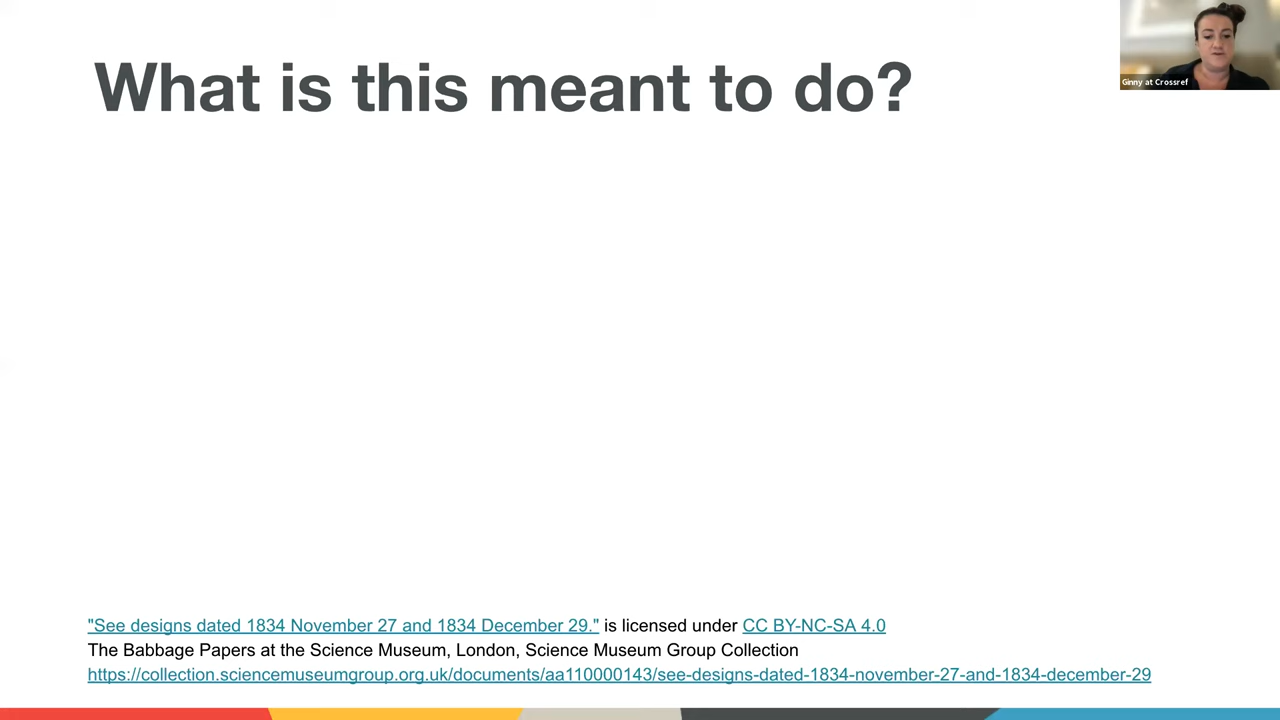 What is this meant to do?
Ginny at Crossref
"See designs dated 1834 November 27 and 1834 December 29." is licensed under CC BY-NC-SA 4.0
The Babbage Papers at the Science Museum, London, Science Museum Group Collection
https://collection.sciencemuseumgroup.org.uk/documents/aa110000143/see-designs-dated-1834-november-27-and-1834-december-29